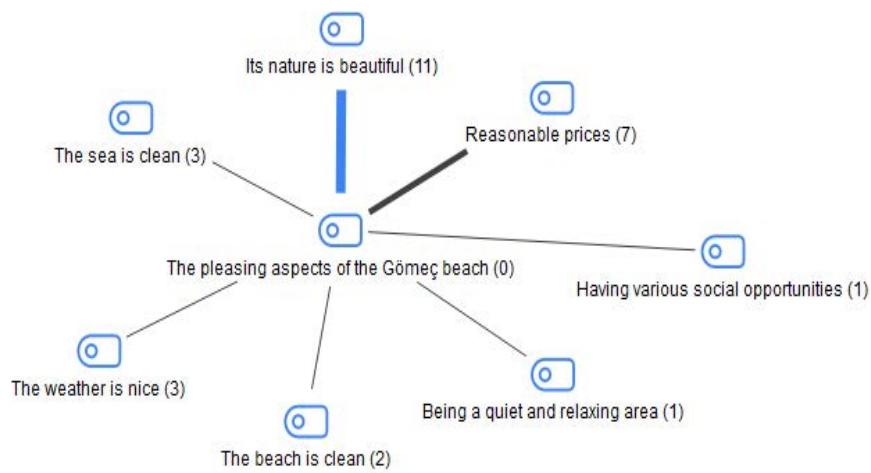 Its nature is beautiful (11)
Reasonable prices (7)
The sea is clean (3)
The pleasing aspects of the Gömeç beach (0)
Having various social opportunities (1)
The weather is nice (3)
Being a quiet and relaxing area (1)
The beach is clean (2)